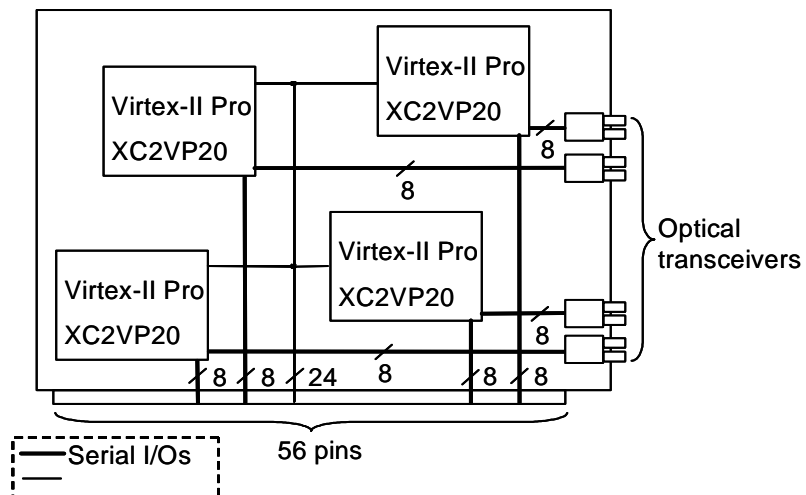 Virtex-II Pro
XC2VP20
Virtex-II Pro
XC2VP20
8
8
Virtex-II Pro
XC2VP20
Virtex-II Pro
XC2VP20
Optical
transceivers
8
8
8
8
24
8
8
56 pins
Serial I/Os